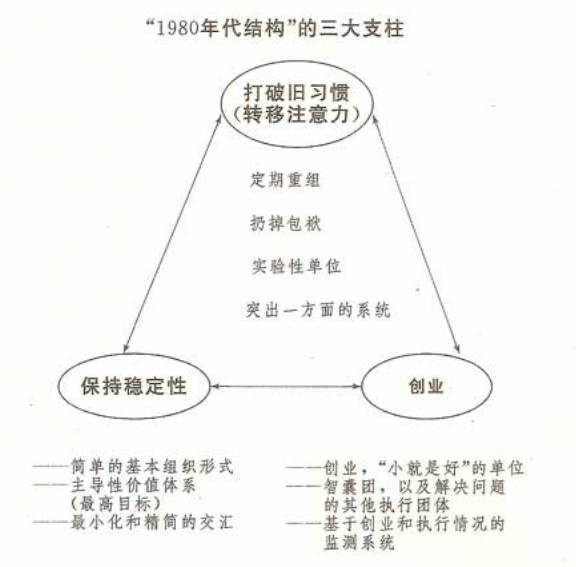 “1980年代结构”的三大支柱
打破旧习惯
（转移注意力）
定期重组
扔掉包袱
实验性单位
突出一方面的系统
保持稳定性
创业
——简单的基本组织形式
——主导性价值体系
（最高目标）
——最小化和精简的交汇
——创业，“小就是好”的单位
——智囊团，以及解决问题
的其他执行团体
——基于创业和执行情况的
监测系统